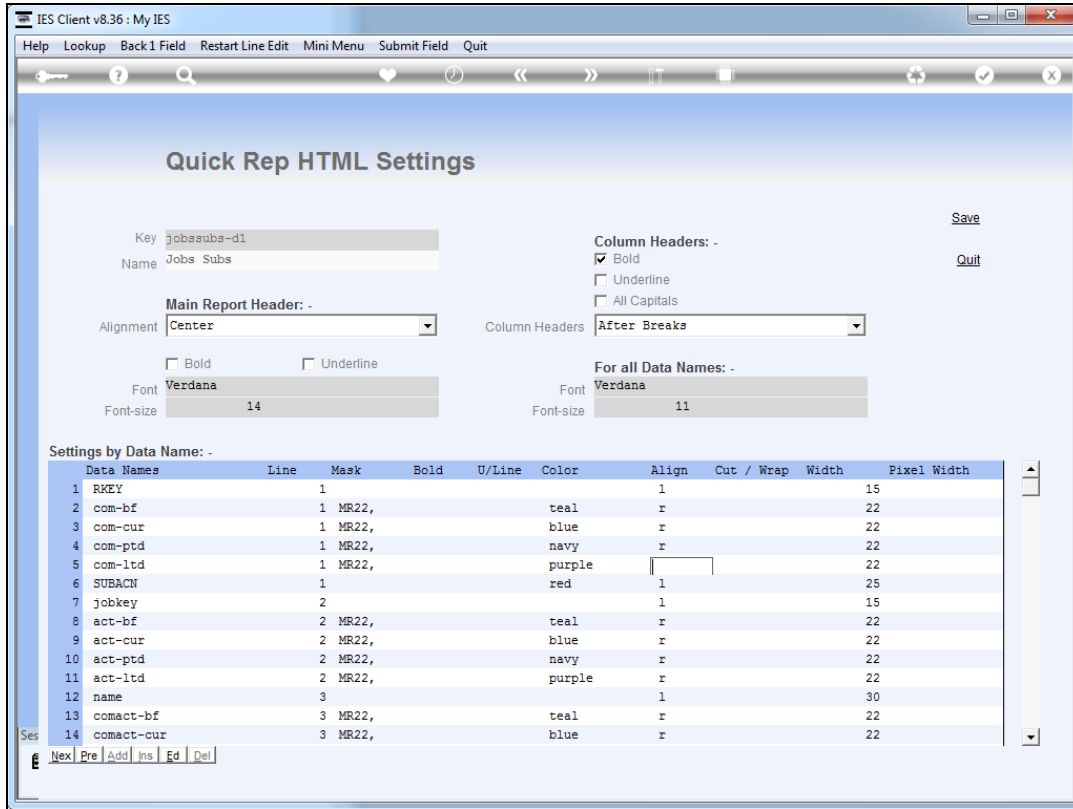 IES Client v8.36 : My IES
Help Lookup Back 1 Field Restart Line Edit Mini Menu Submit Field Quit
Quick Rep HTML Settings
Save
Key jobssubs-d1
Column Headers: -
Name Jobs Subs
Bold
Quit
Underline
Main Report Header: -
All Capitals
Alignment Center
Column Headers After Breaks
Bold Underline
For all Data Names: -
Font Verdana
Font Verdana
Font-size 14
Font-size 11
Settings by Data Name: -
Data Names Line Mask Bold U/Line Color Align Cut / Wrap Width Pixel Width
1 RKEY 1 l 15
2 com-bf 1 MR22, teal r 22
3 com-cur 1 MR22, blue r 22
4 com-ptd 1 MR22, navy r 22
5 com-ltd 1 MR22, purple 22
6 SUBACN 1 red l 25
7 jobkey 2 l 15
8 act-bf 2 MR22, teal r 22
9 act-cur 2 MR22, blue r 22
10 act-ptd 2 MR22, navy r 22
11 act-ltd 2 MR22, purple r 22
12 name 3 l 30
13 comact-bf 3 MR22, teal r 22
14 comact-cur 3 MR22, blue r 22
Ses
Nex Pre Add Ins Ed Del